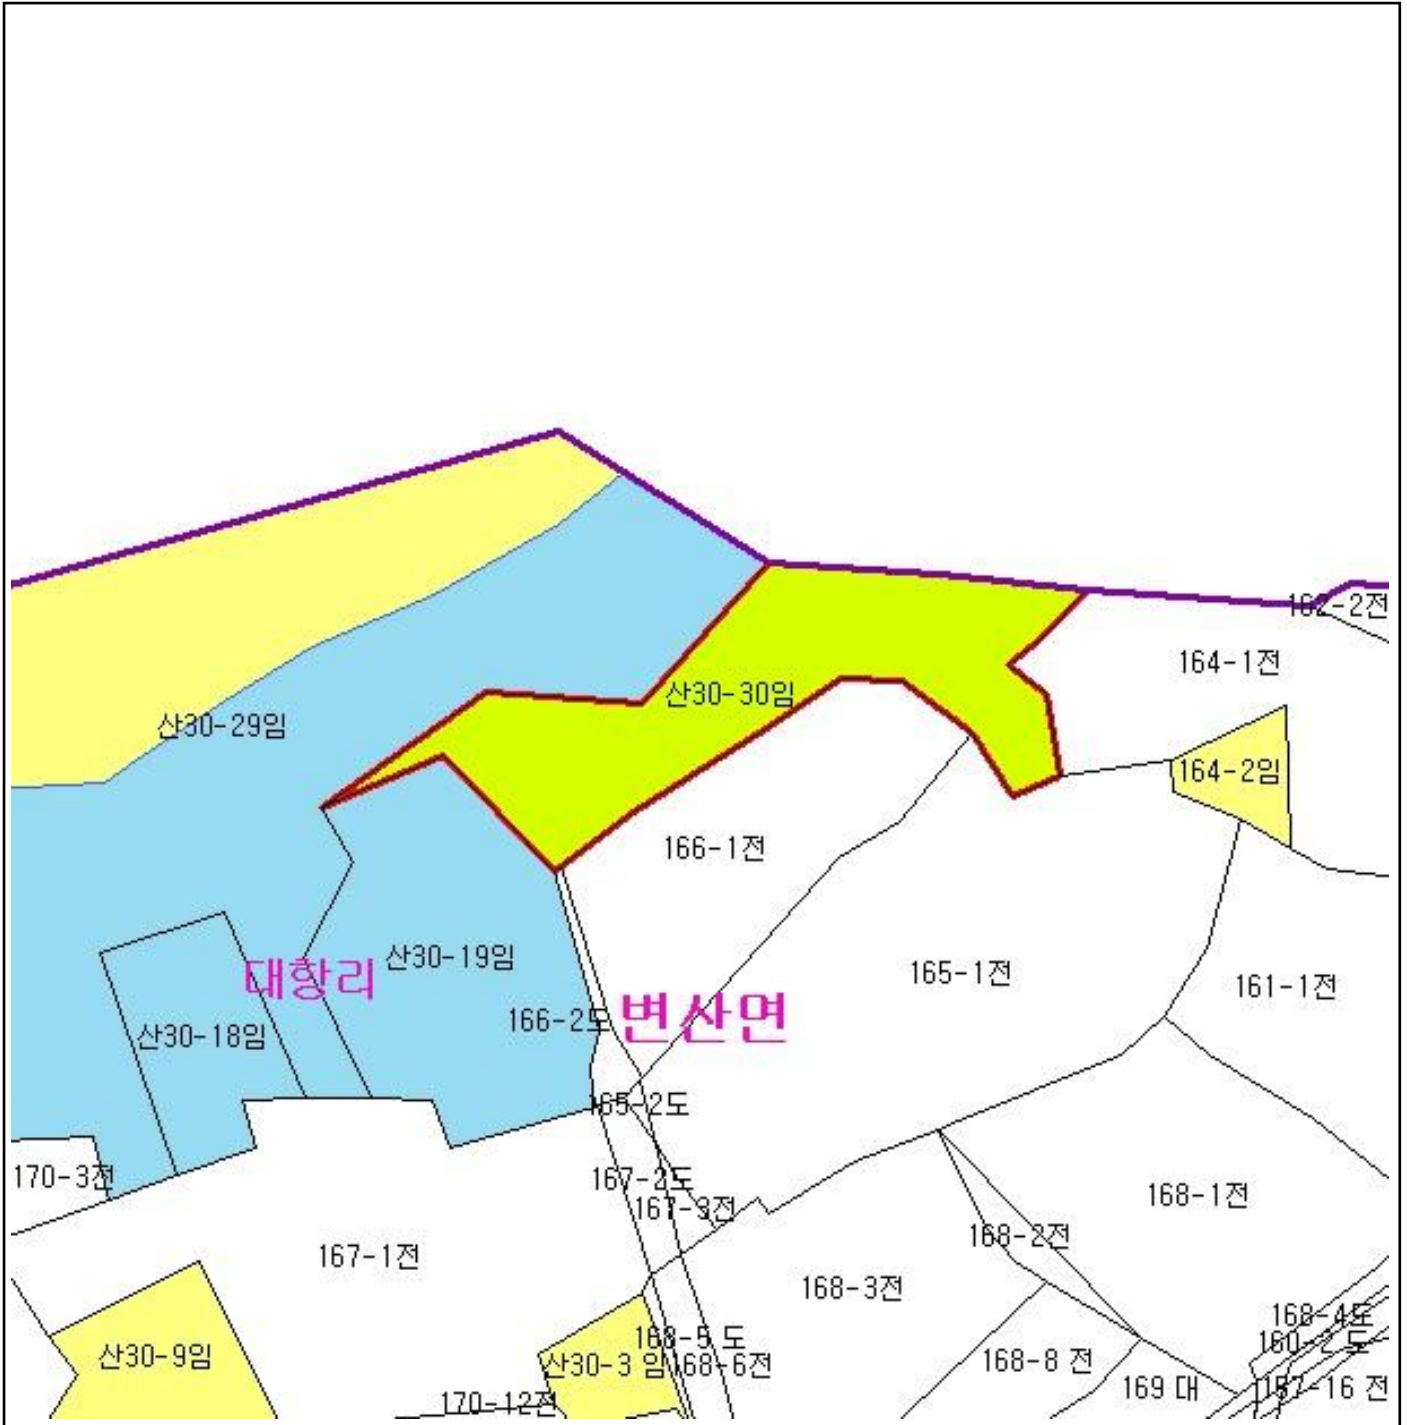 162-2전
164-1전
산30-30임
산30-29임
164-2임
166-1전
산30-19임
165-1전
대항리
161-1전
변산면
166-2도
산30-18임
165-2도
170-3전
167-2도
167-3전
168-1전
168-2전
167-1전
168-3전
168-4도
168-5 도
160-2 도
산30-9임
산30-3 임
168-6전
168-8 전
169 대
157-16 전
170-12전